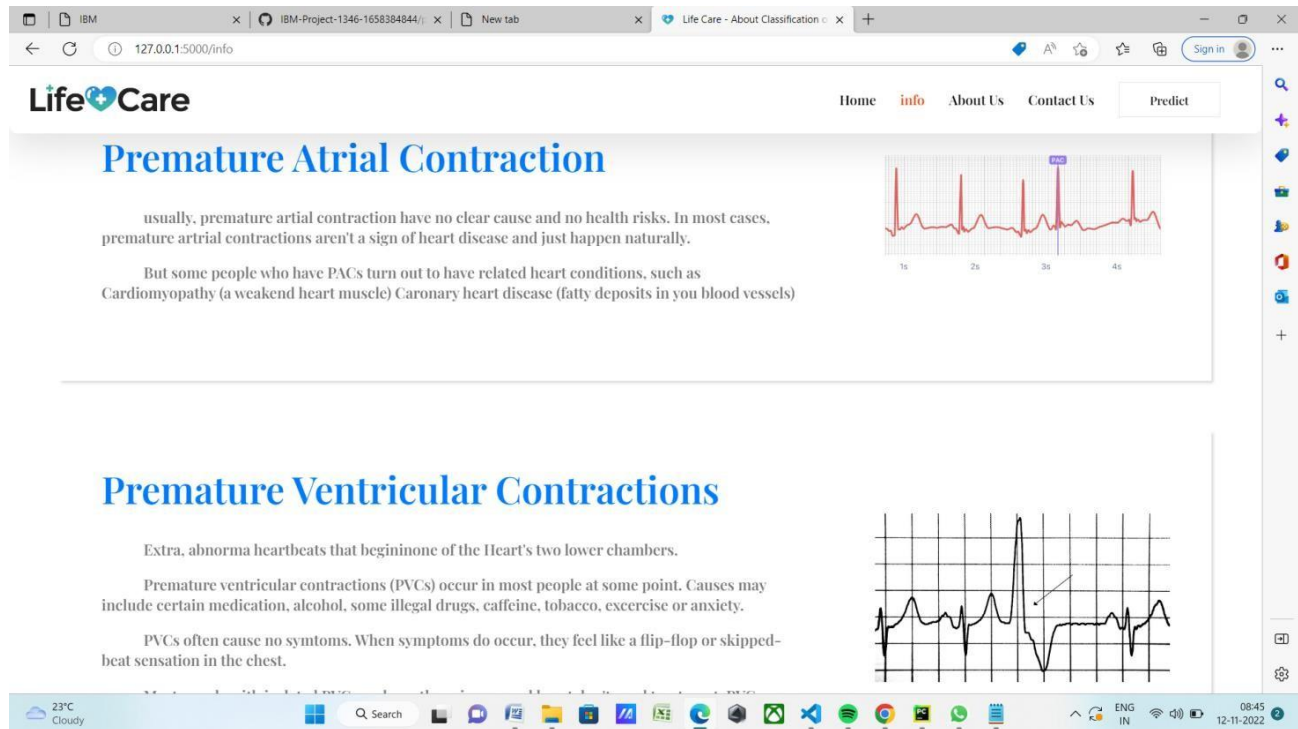 IBM
IBM-Project-1346-1658384844/
New tab
Life Care - About Classification o
127.0.0.1:5000/info
Sign in
Life Care
Home info About Us Contact Us Predict
Premature Atrial Contraction
usually, premature artial contraction have no clear cause and no health risks. In most cases,
premature artrial contractions aren't a sign of heart disease and just happen naturally.
But some people who have PACs turn out to have related heart conditions, such as
Cardiomyopathy (a weakend heart muscle) Caronary heart disease (fatty deposits in you blood vessels)
PAC
1s 2s 3s 4s
Premature Ventricular Contractions
Extra, abnorma heartbeats that begininone of the Heart's two lower chambers.
Premature ventricular contractions (PVCs) occur in most people at some point. Causes may
include certain medication, alcohol, some illegal drugs, caffeine, tobacco, excercise or anxiety.
PVCs often cause no symtoms. When symptoms do occur, they feel like a flip-flop or skipped-
beat sensation in the chest.
23°C
Cloudy
Search
ENG
IN
08:45
12-11-2022
2